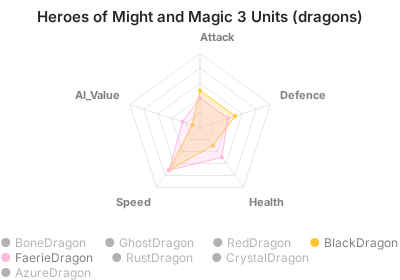 Heroes of Might and Magic 3 Units (dragons)
Attack
AI_Value
Defence
Speed
Health
BoneDragon GhostDragon RedDragon BlackDragon
FaerieDragon RustDragon CrystalDragon
AzureDragon